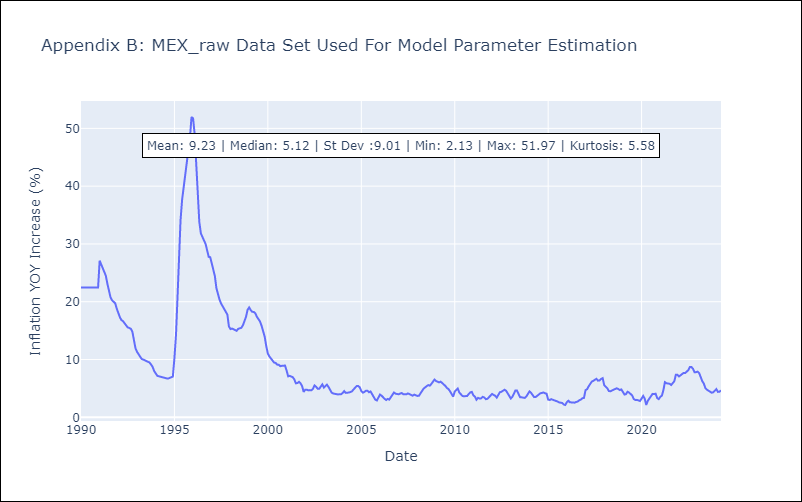 Appendix B: MEX_raw Data Set Used For Model Parameter Estimation
50
Mean: 9.23 | Median: 5.12 | St Dev :9.01 | Min: 2.13 | Max: 51.97 | Kurtosis: 5.58
40
30
20
10
0
Inflation YOY Increase (%)
1990 1995 2000 2005 2010 2015 2020
Date